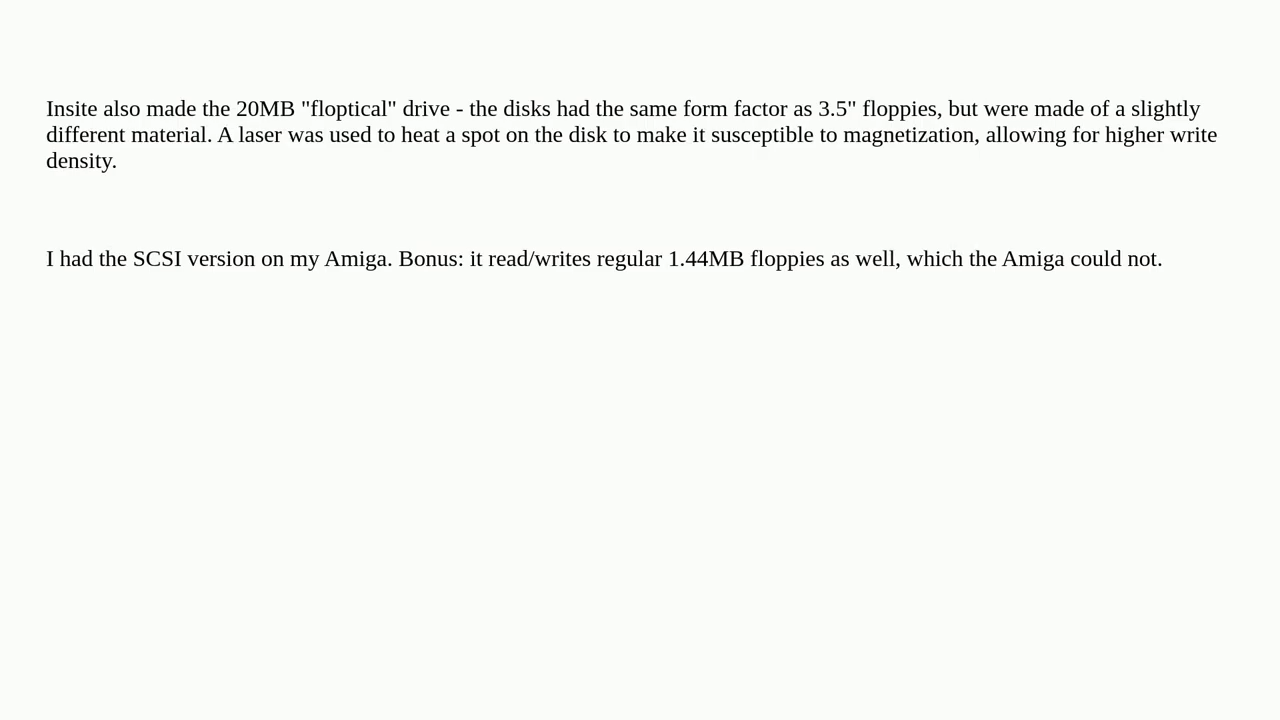 Insite also made the 20MB "floptical" drive - the disks had the same form factor as 3.5" floppies, but were made of a slightly
different material. A laser was used to heat a spot on the disk to make it susceptible to magnetization, allowing for higher write
density.
I had the SCSI version on my Amiga. Bonus: it read/writes regular 1.44MB floppies as well, which the Amiga could not.